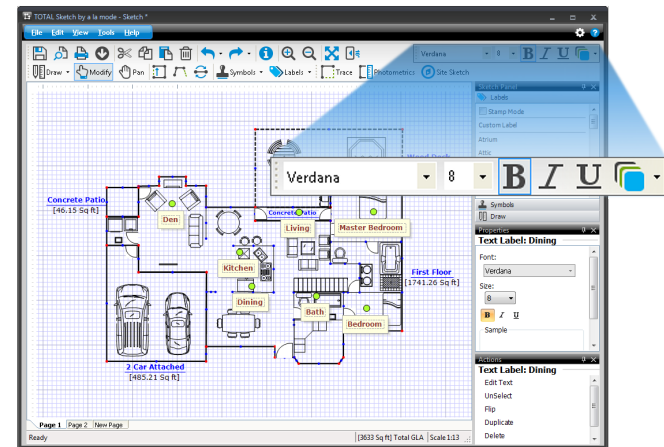 TOTAL Sketch by a la mode - Sketch *
File Edit View Tools Help
Verdana 8 B I U
Draw Modify Pan Symbols Labels Trace Photometrics Site Sketch
Sketch Panel
Labels
Stamp Mode
Custom Label
Atrium
Attic
Verdana 8 B I U
Wood Deck
Concrete Patio
[46.15 Sq ft]
Den
Concrete Patio
Living
Master Bedroom
Kitchen
First Floor
[1741.26 Sq ft]
Dining
Bath
Bedroom
2 Car Attached
[485.21 Sq ft]
Symbols
Draw
Properties
Text Label: Dining
Font:
Verdana
Size:
8
B I U
Sample
Actions
Text Label: Dining
Edit Text
UnSelect
Flip
Duplicate
Delete
Page 1 Page 2 New Page
Ready [3633 Sq ft] Total GLA Scale 1:13